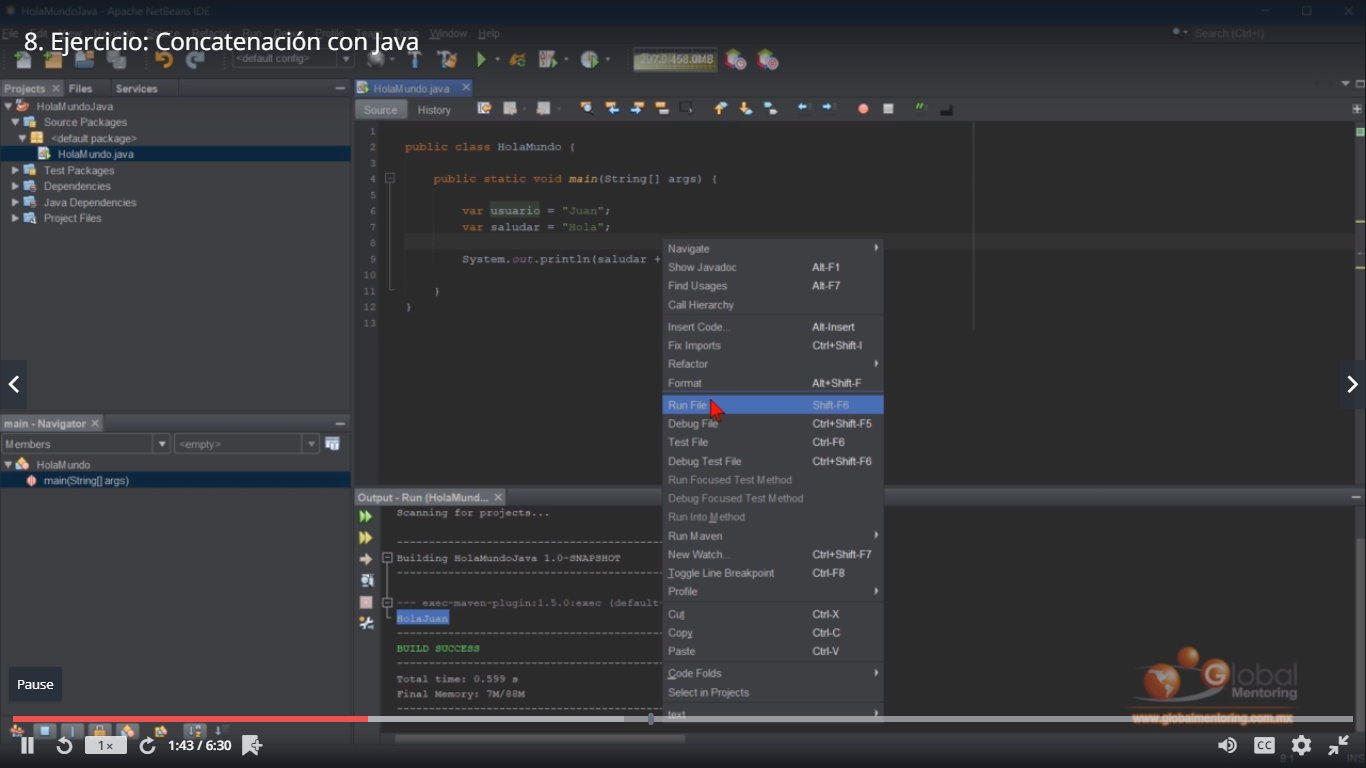 HolaMundoJava - Apache NetBeans IDE
8. Ejercicio: Concatenación con Java
Window Help
Search (Ctrl+I)
<default config>
297.9/458.0MB
Projects Files Services
HolaMundoJava
Source Packages
<default package>
HolaMundo.java
Test Packages
Dependencies
Java Dependencies
Project Files
HolaMundo.java
Source History
1
2 public class HolaMundo {
3
4 public static void main(String[] args) {
5
6 var usuario = "Juan";
7 var saludar = "Hola";
8
9 System.out.println(saludar +
10
11 }
12 }
13
Navigate
Show Javadoc Alt-F1
Find Usages Alt-F7
Call Hierarchy
Insert Code... Alt-Insert
Fix Imports Ctrl+Shift-I
Refactor
Format Alt+Shift-F
Run File Shift-F6
Debug File Ctrl+Shift-F5
Test File Ctrl-F6
Debug Test File Ctrl+Shift-F6
Run Focused Test Method
Debug Focused Test Method
Run Into Method
Run Maven
New Watch... Ctrl+Shift-F7
Toggle Line Breakpoint Ctrl-F8
Profile
Cut Ctrl-X
Copy Ctrl-C
Paste Ctrl-V
Code Folds
Select in Projects
text
main - Navigator
Members <empty>
HolaMundo
main(String[] args)
Output - Run (HolaMund...
Scanning for projects...
------------------------------------
Building HolaMundoJava 1.0-SNAPSHOT
------------------------------------
--- exec-maven-plugin:1.5.0:exec (default-
HolaJuan
------------------------------------
BUILD SUCCESS
------------------------------------
Total time: 0.599 s
Final Memory: 7M/88M
------------------------------------
Global
Mentoring
www.globalmentoring.com.mx
Pause
1x 1:43 / 6:30
CC
8:1 INS